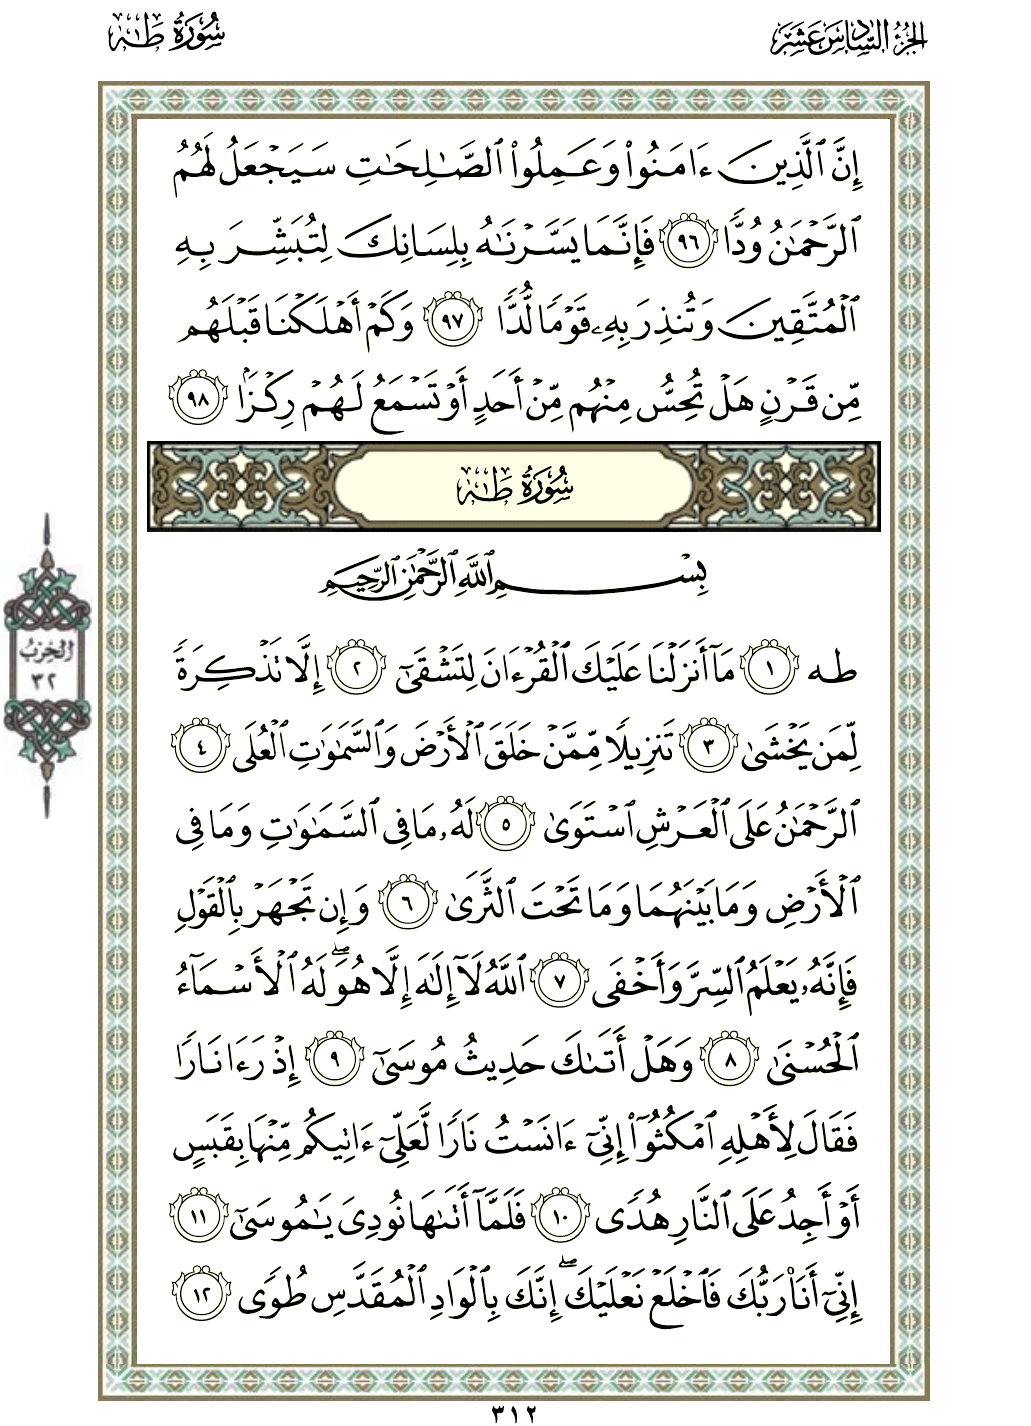 الجزء السادس عشر
سورة طه
إِنَّ ٱلَّذِينَ ءَامَنُوا۟ وَعَمِلُوا۟ ٱلصَّـٰلِحَـٰتِ سَيَجْعَلُ لَهُمُ
ٱلرَّحْمَـٰنُ وُدًّا ٩٦ فَإِنَّمَا يَسَّرْنَـٰهُ بِلِسَانِكَ لِتُبَشِّرَ بِهِ
ٱلْمُتَّقِينَ وَتُنذِرَ بِهِۦ قَوْمًا لُّدًّا ٩٧ وَكَمْ أَهْلَكْنَا قَبْلَهُم
مِّن قَرْنٍ هَلْ تُحِسُّ مِنْهُم مِّنْ أَحَدٍ أَوْ تَسْمَعُ لَهُمْ رِكْزًۢا ٩٨
سُورَةُ طه
بِسْمِ ٱللَّهِ ٱلرَّحْمَـٰنِ ٱلرَّحِيمِ
طه ١ مَآ أَنزَلْنَا عَلَيْكَ ٱلْقُرْءَانَ لِتَشْقَىٰٓ ٢ إِلَّا تَذْكِرَةً
لِّمَن يَخْشَىٰ ٣ تَنزِيلًا مِّمَّنْ خَلَقَ ٱلْأَرْضَ وَٱلسَّمَـٰوَٰتِ ٱلْعُلَى ٤
ٱلرَّحْمَـٰنُ عَلَى ٱلْعَرْشِ ٱسْتَوَىٰ ٥ لَهُۥ مَا فِى ٱلسَّمَـٰوَٰتِ وَمَا فِى
ٱلْأَرْضِ وَمَا بَيْنَهُمَا وَمَا تَحْتَ ٱلثَّرَىٰ ٦ وَإِن تَجْهَرْ بِٱلْقَوْلِ
فَإِنَّهُۥ يَعْلَمُ ٱلسِّرَّ وَأَخْفَى ٧ ٱللَّهُ لَآ إِلَـٰهَ إِلَّا هُوَ ۖ لَهُ ٱلْأَسْمَآءُ
ٱلْحُسْنَىٰ ٨ وَهَلْ أَتَىٰكَ حَدِيثُ مُوسَىٰٓ ٩ إِذْ رَءَا نَارًا
فَقَالَ لِأَهْلِهِ ٱمْكُثُوٓا۟ إِنِّىٓ ءَانَسْتُ نَارًا لَّعَلِّىٓ ءَاتِيكُم مِّنْهَا بِقَبَسٍ
أَوْ أَجِدُ عَلَى ٱلنَّارِ هُدًى ١٠ فَلَمَّآ أَتَىٰهَا نُودِىَ يَـٰمُوسَىٰٓ ١١
إِنِّىٓ أَنَا۠ رَبُّكَ فَٱخْلَعْ نَعْلَيْكَ ۖ إِنَّكَ بِٱلْوَادِ ٱلْمُقَدَّسِ طُوًى ١٢
الحزب
٣٢
٣١٢